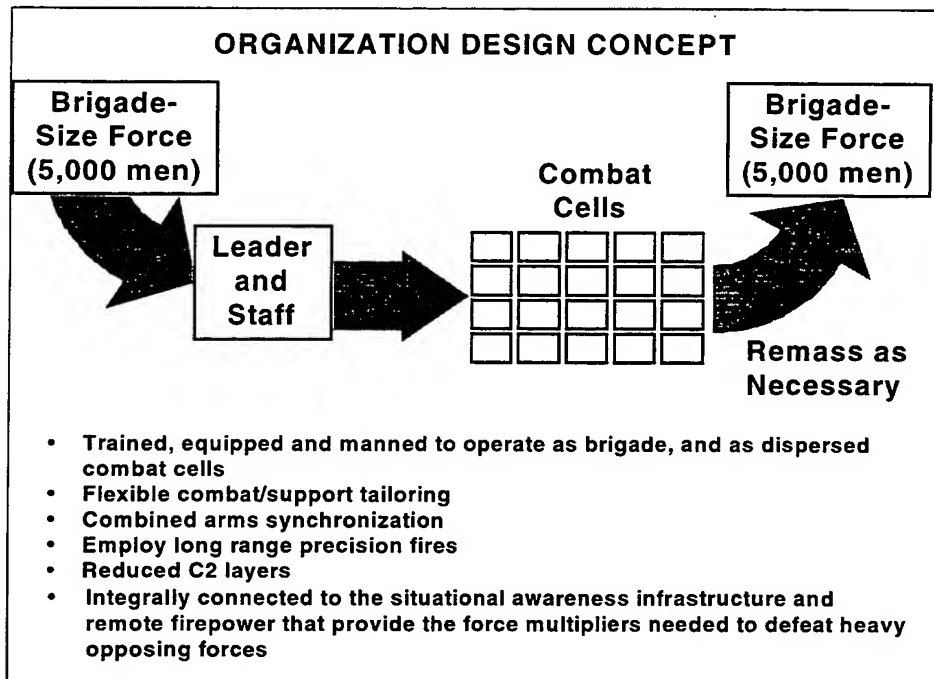 ORGANIZATION DESIGN CONCEPT
Brigade-
Size Force
(5,000 men)
Leader
and
Staff
Combat
Cells
Brigade-
Size Force
(5,000 men)
Remass as
Necessary
• Trained, equipped and manned to operate as brigade, and as dispersed
combat cells
• Flexible combat/support tailoring
• Combined arms synchronization
• Employ long range precision fires
• Reduced C2 layers
• Integrally connected to the situational awareness infrastructure and
remote firepower that provide the force multipliers needed to defeat heavy
opposing forces